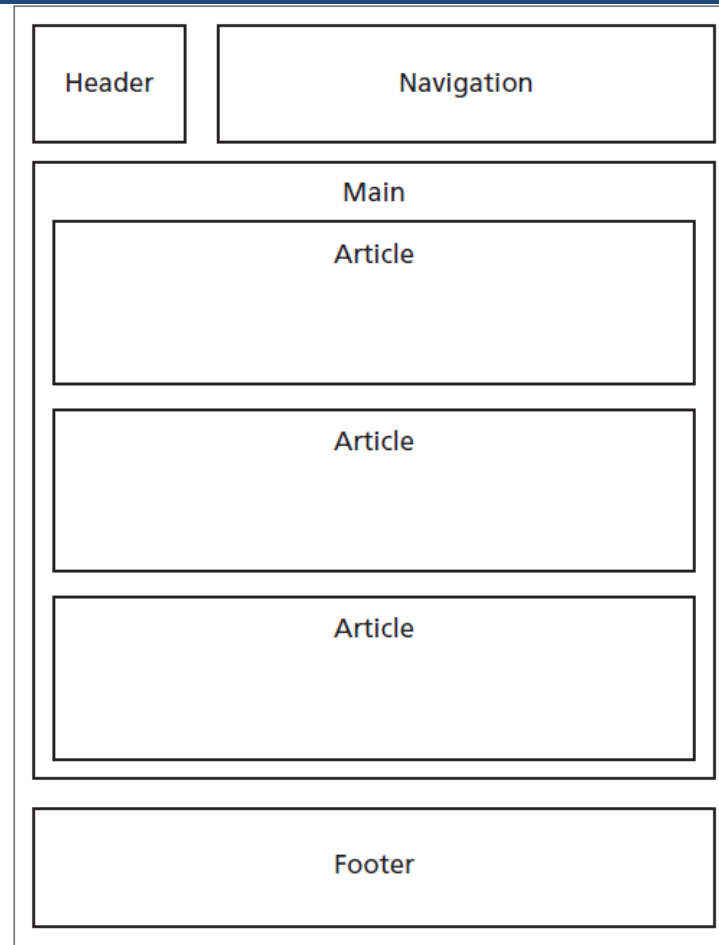 Header
Navigation
Main
Article
Article
Article
Footer